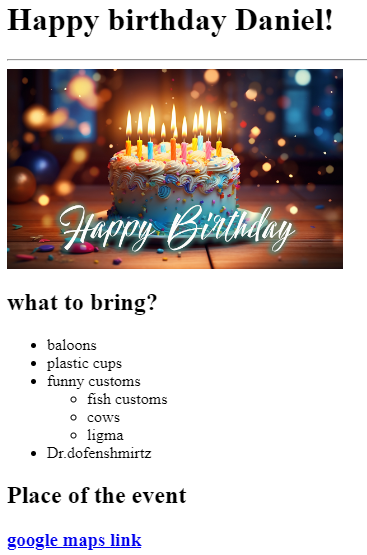 Happy birthday Daniel!
Happy Birthday
what to bring?
baloons
plastic cups
funny customs
fish customs
cows
ligma
Dr.dofenshmirtz
Place of the event
google maps link